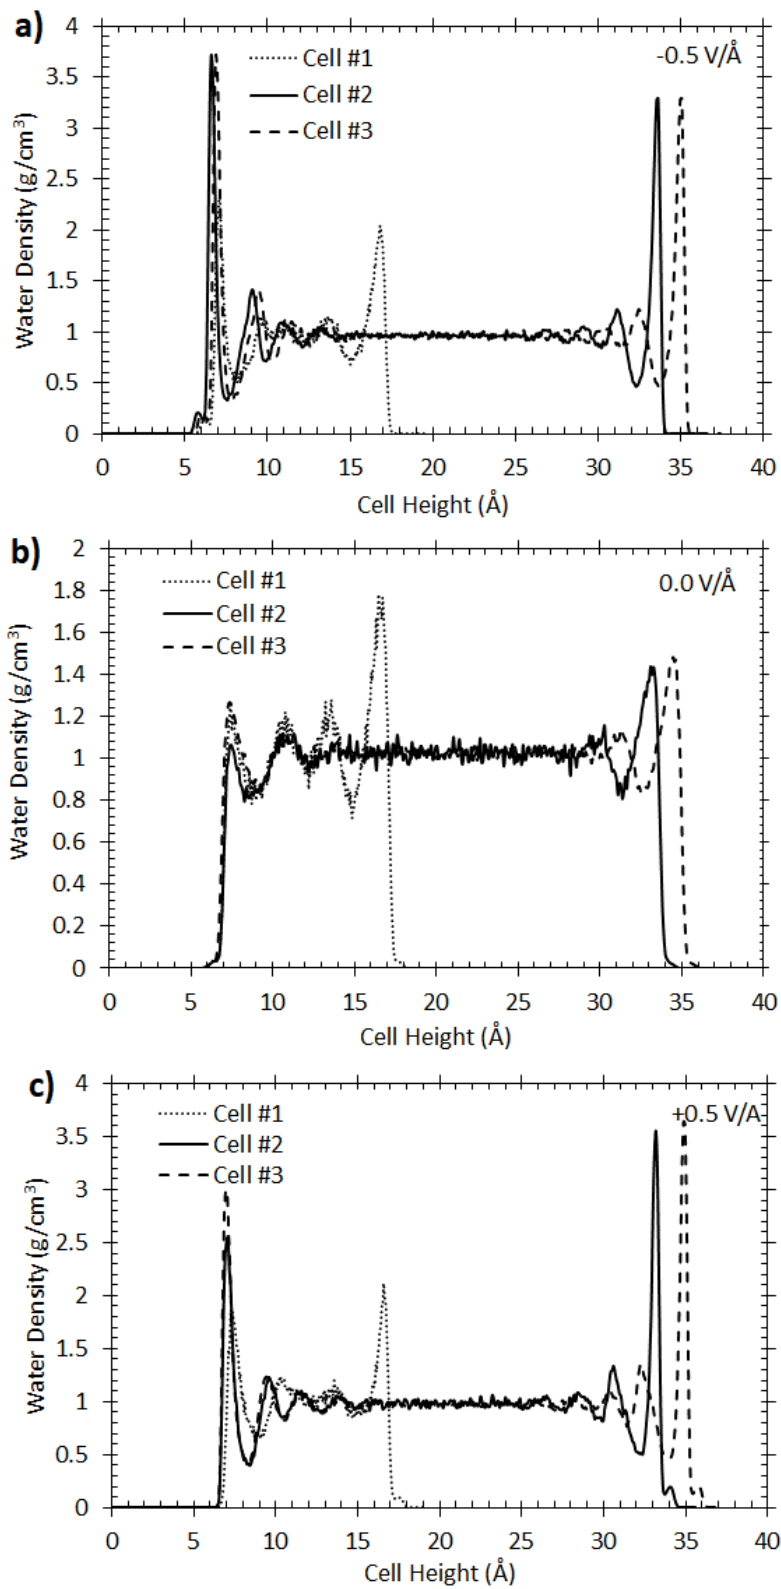 a)
4
Cell #1
-0.5 V/Å
3.5
Cell #2
3
Cell #3
2.5
2
1.5
1
0.5
0
Water Density (g/cm³)
0 5 10 15 20 25 30 35 40
Cell Height (Å)
b)
2
1.8
Cell #1
0.0 V/Å
1.6
Cell #2
1.4
Cell #3
1.2
1
0.8
0.6
0.4
0.2
0
Water Density (g/cm³)
0 5 10 15 20 25 30 35 40
Cell Height (Å)
c)
4
Cell #1
+0.5 V/A
3.5
Cell #2
3
Cell #3
2.5
2
1.5
1
0.5
0
Water Density (g/cm³)
0 5 10 15 20 25 30 35 40
Cell Height (Å)